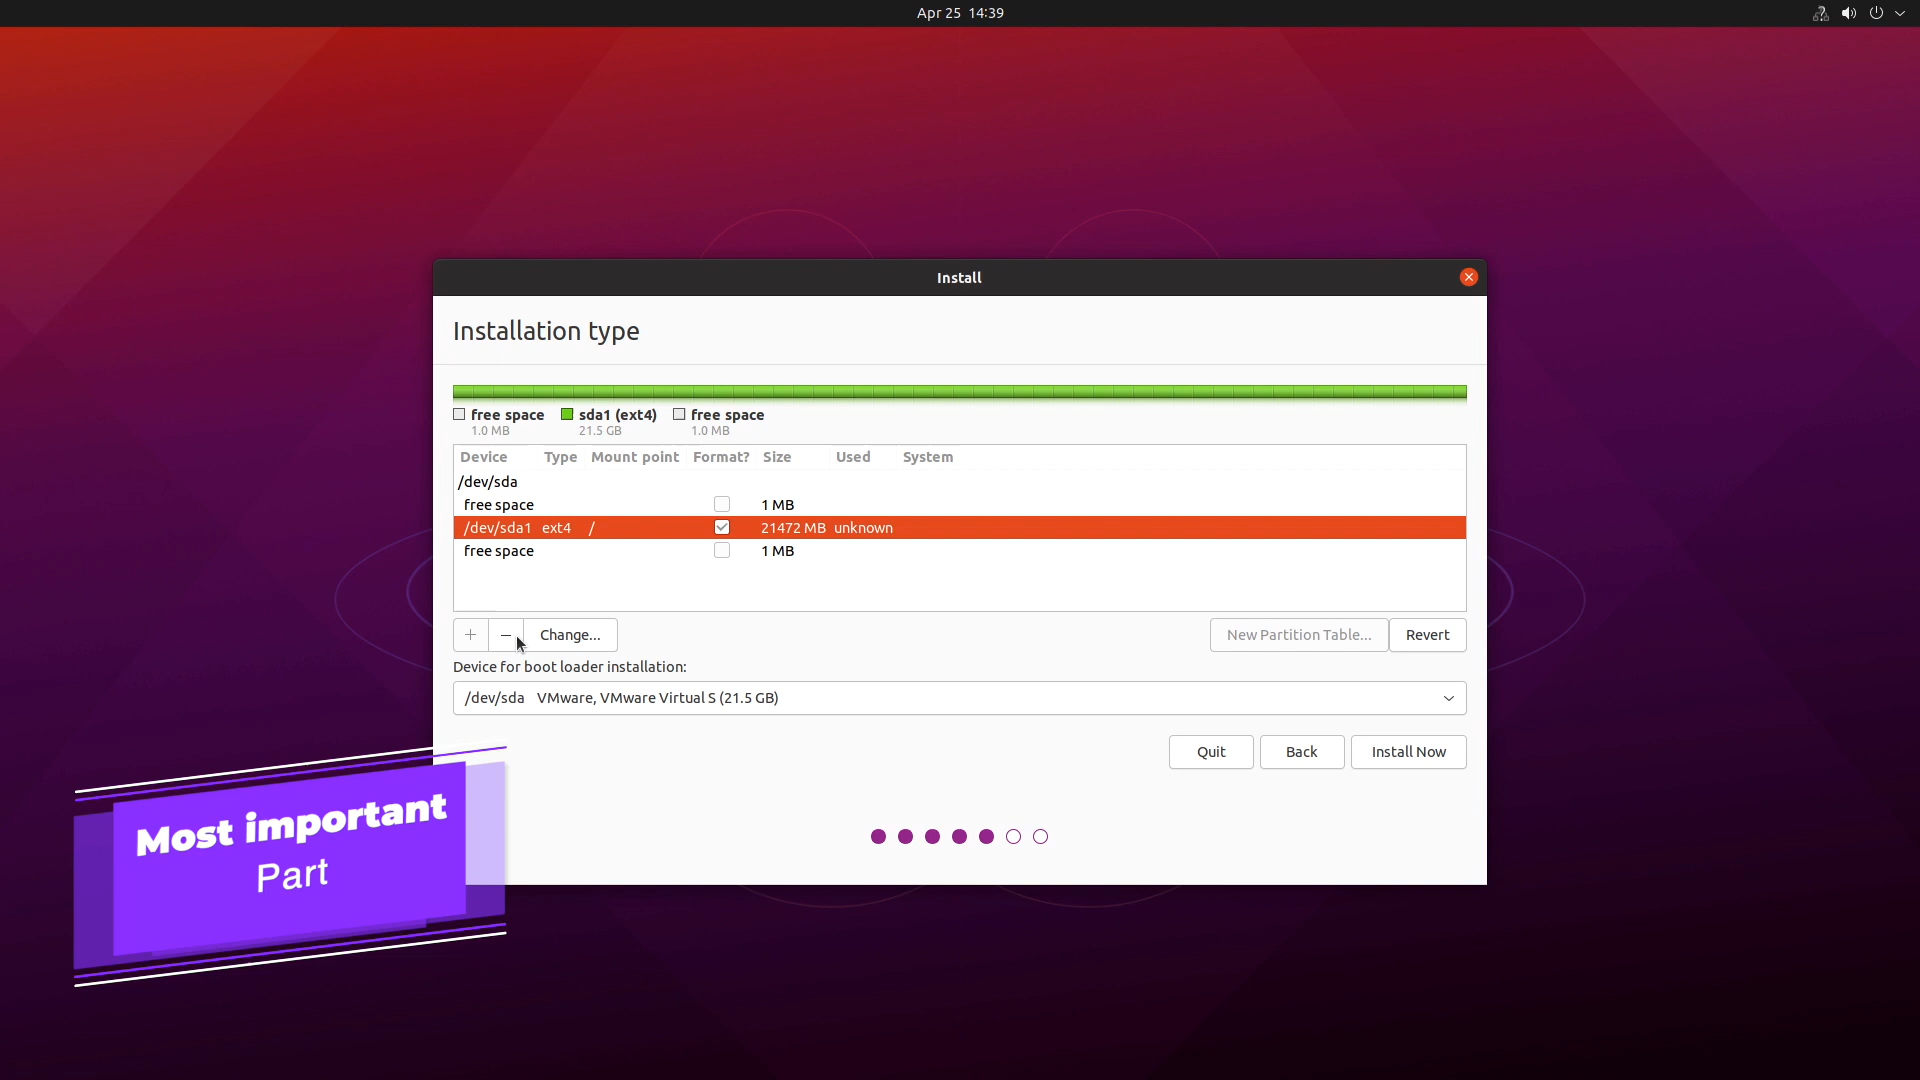 Apr 25 14:39
Install
Installation type
free space sda1 (ext4) free space
1.0 MB 21.5 GB 1.0 MB
Device Type Mount point Format? Size Used System
/dev/sda
free space 1 MB
/dev/sda1 ext4 / 21472 MB unknown
free space 1 MB
+ − Change... New Partition Table... Revert
Device for boot loader installation:
/dev/sda VMware, VMware Virtual S (21.5 GB)
Quit Back Install Now
Most important
Part